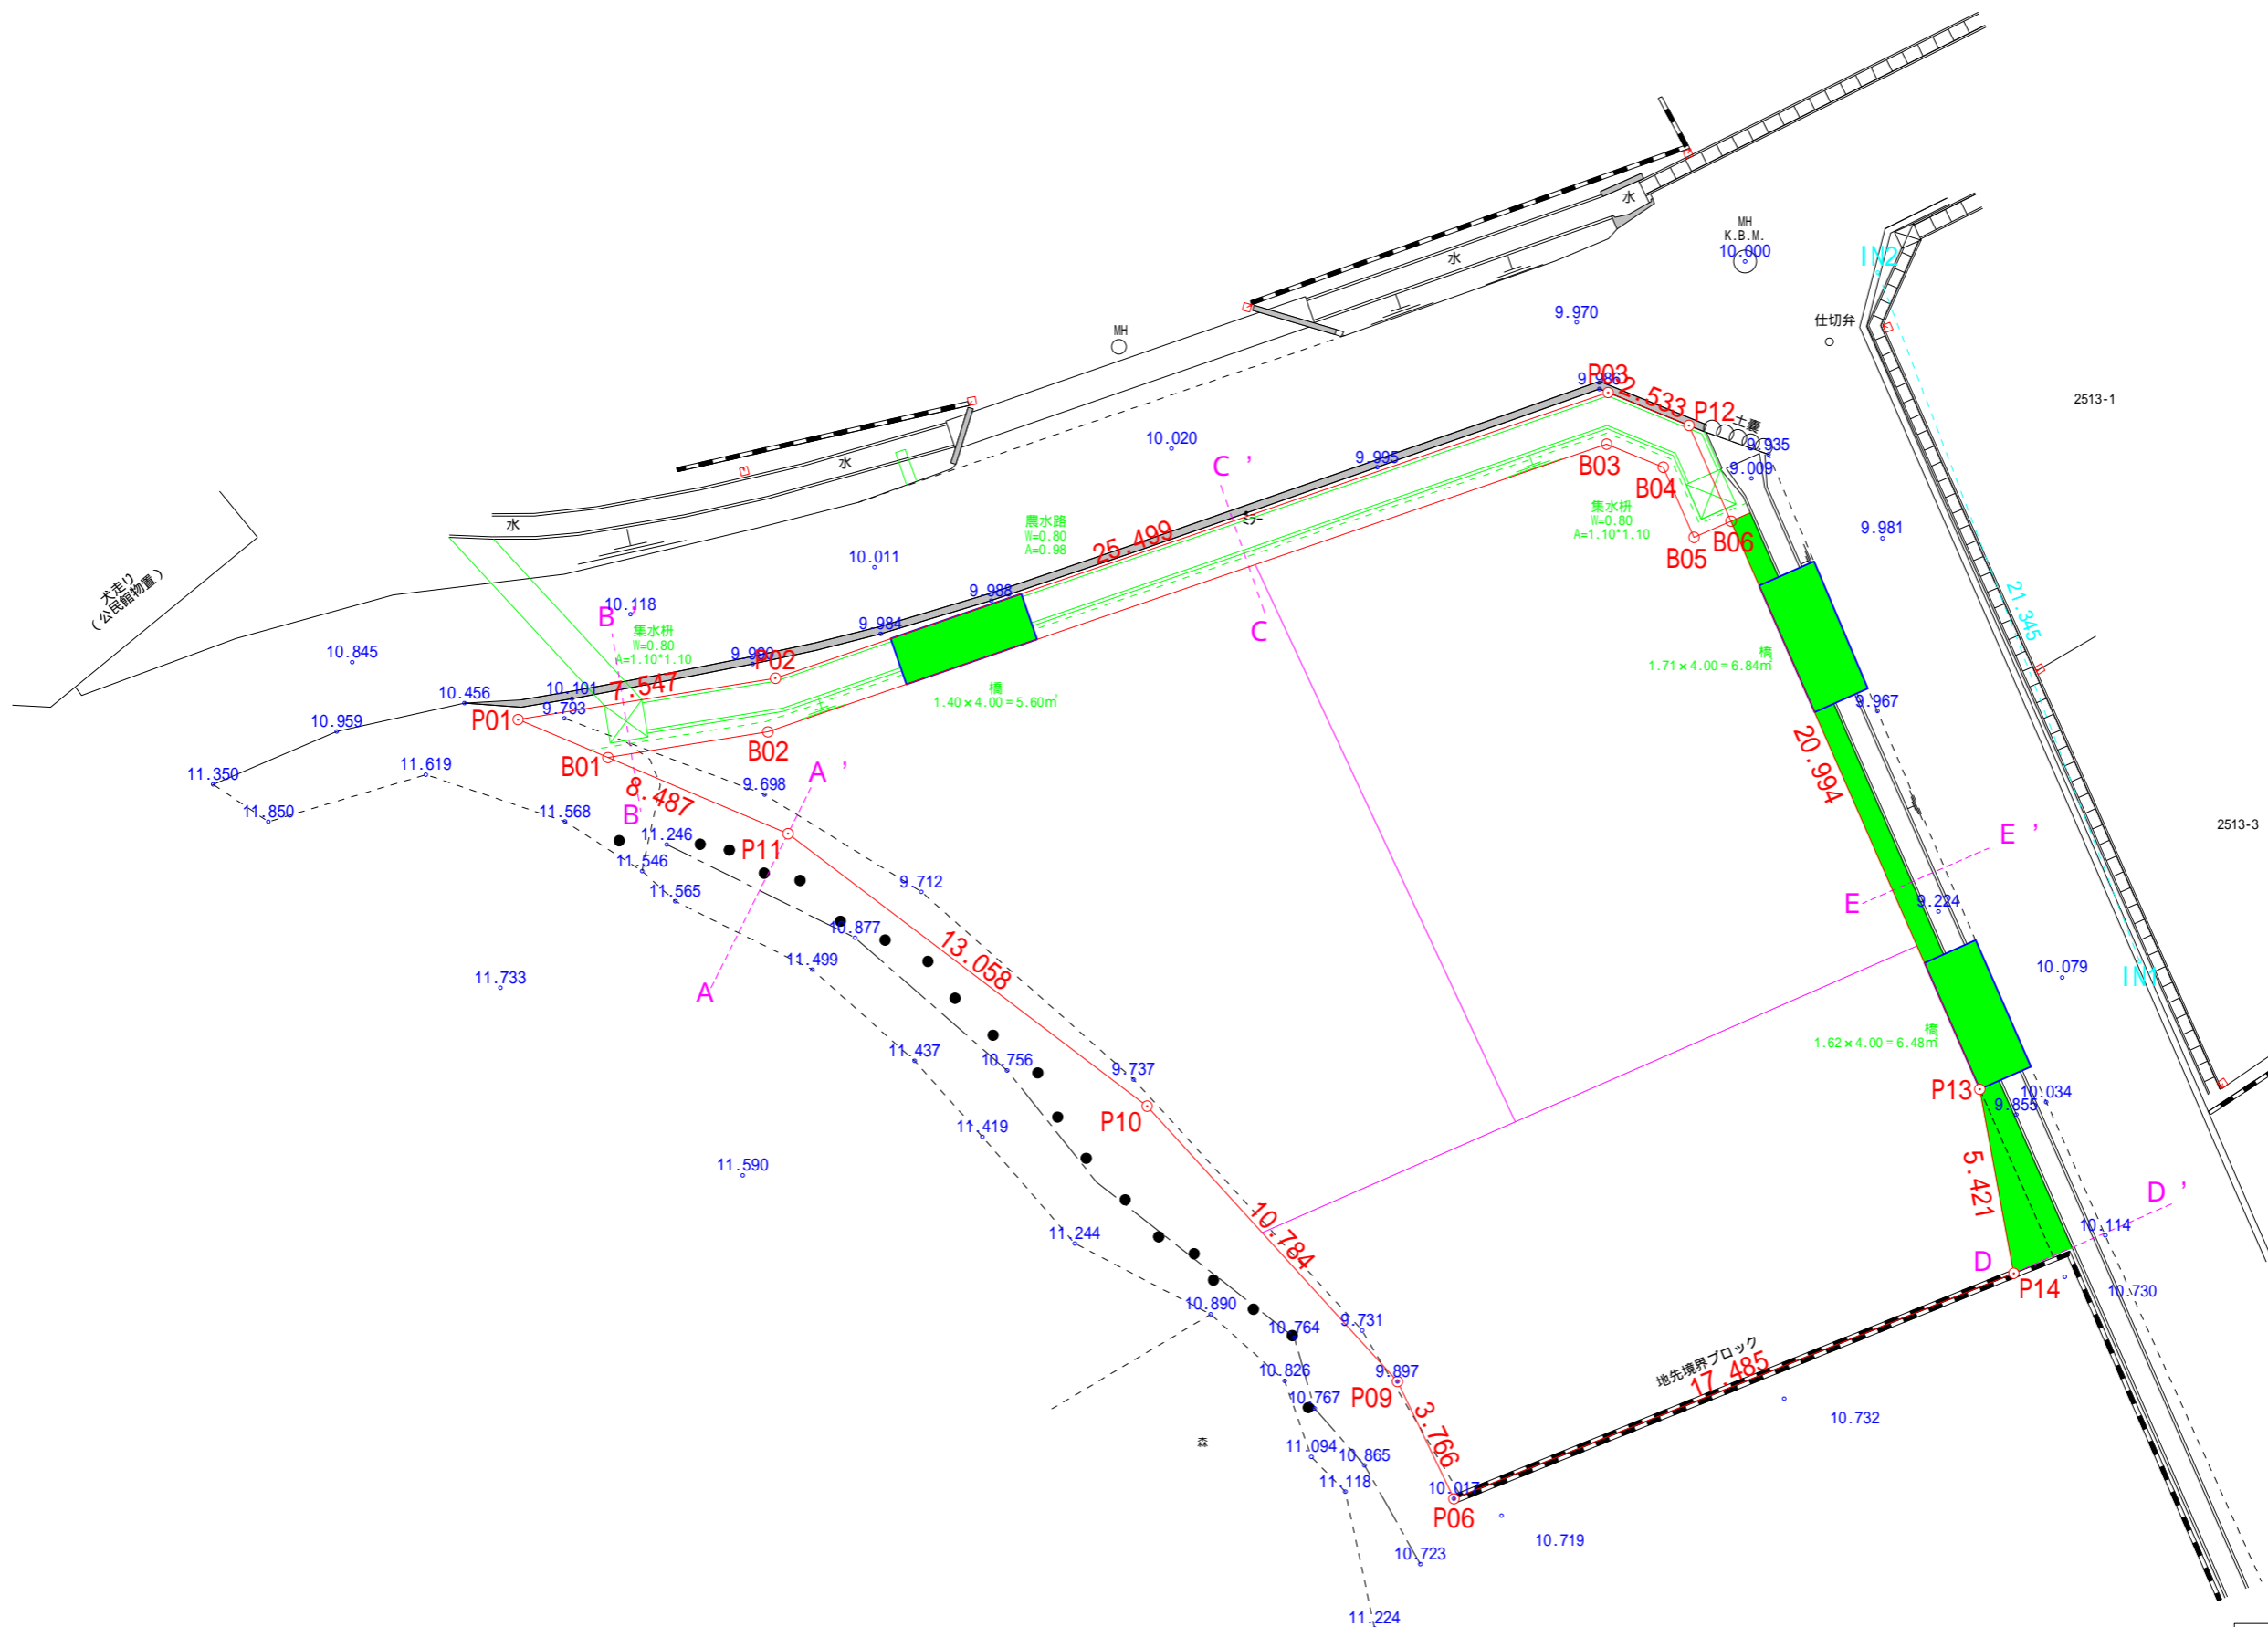 水
MH
K.B.M.
10.000
IN2
水
9.970
仕切弁
MH
2513-1
P03
9.986
2.533
P12
土嚢
9.935
10.020
水
C '
9.995
B03
9.009
B04
集水枡
W=0.80
A=1.10*1.10
水
ミラー
農水路
W=0.80
A=0.98
25.499
9.981
B05
B06
10.011
犬走り
(公民館物置)
9.988
21.345
10.118
B '
集水枡
W=0.80
A=1.10*1.10
9.984
C
10.845
9.990
P02
橋
1.71×4.00=6.84㎡
橋
1.40×4.00=5.60㎡
10.456
10.101
7.547
9.793
P01
9.967
10.959
B02
B01
20.994
11.350
11.619
A '
9.698
8.487
11.850
11.568
B
11.246
P11
E '
2513-3
11.546
11.565
9.712
E
9.224
10.877
13.058
11.499
11.733
A
10.079
IN1
11.437
10.756
9.737
橋
1.62×4.00=6.48㎡
P13
10.034
9.855
P10
11.419
11.590
5.421
D '
11.244
10.784
10.114
D
P14
10.730
10.890
10.764
9.731
地先境界ブロック
17.485
10.826
9.897
P09
10.767
3.766
10.732
森
11.094
10.865
11.118
10.017
P06
10.719
10.723
11.224